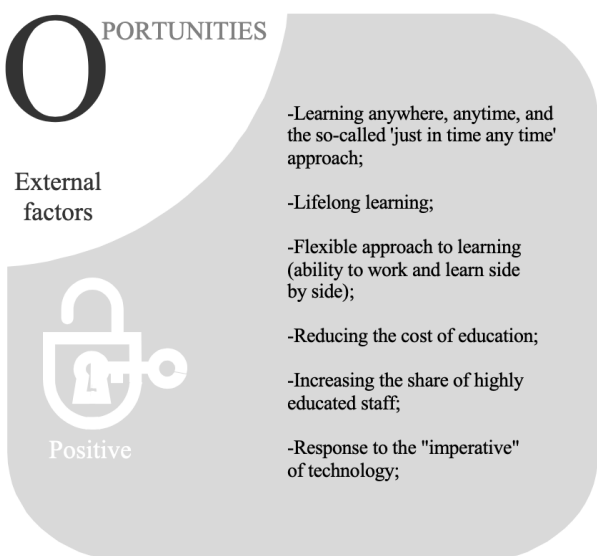 OPORTUNITIES
External
factors
Positive
-Learning anywhere, anytime, and
the so-called 'just in time any time'
approach;
-Lifelong learning;
-Flexible approach to learning
(ability to work and learn side
by side);
-Reducing the cost of education;
-Increasing the share of highly
educated staff;
-Response to the "imperative"
of technology;